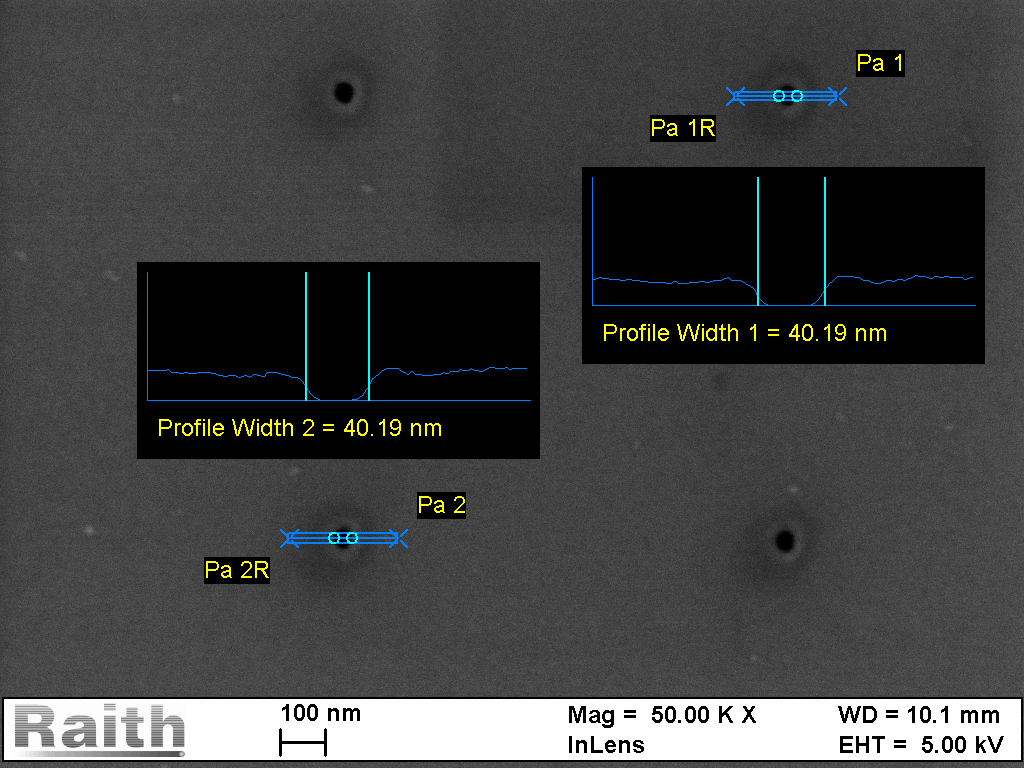 Pa 1
Pa 1R
Profile Width 1 = 40.19 nm
Profile Width 2 = 40.19 nm
Pa 2
Pa 2R
Raith
100 nm
Mag = 50.00 K X
WD = 10.1 mm
InLens
EHT = 5.00 kV